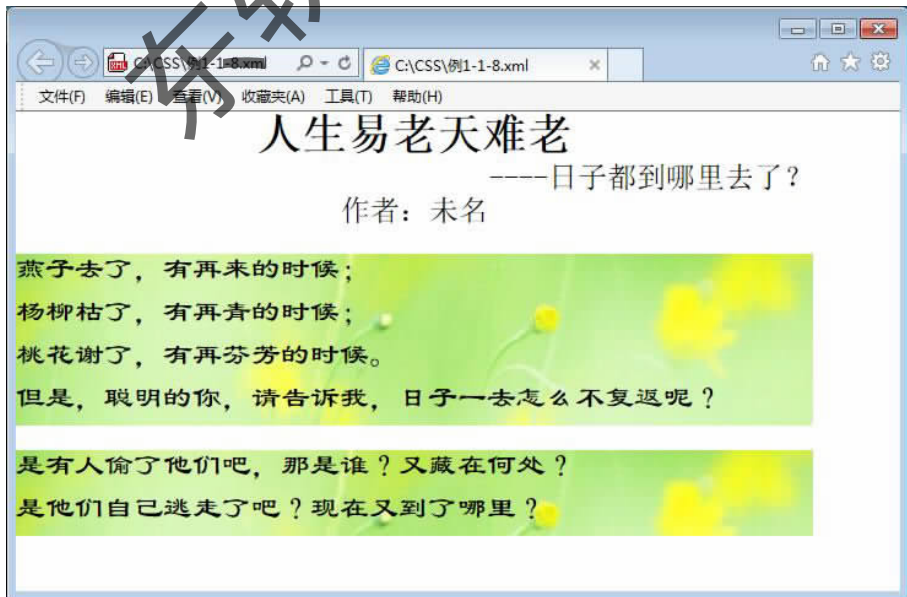 C:\CSS\例1-1-8.xml
C:\CSS\例1-1-8.xml
文件(F) 编辑(E) 查看(V) 收藏夹(A) 工具(T) 帮助(H)
人生易老天难老
----日子都到哪里去了？
作者：未名
燕子去了，有再来的时候；
杨柳枯了，有再青的时候；
桃花谢了，有再芬芳的时候。
但是，聪明的你，请告诉我，日子一去怎么不复返呢？
是有人偷了他们吧，那是谁？又藏在何处？
是他们自己逃走了吧？现在又到了哪里？